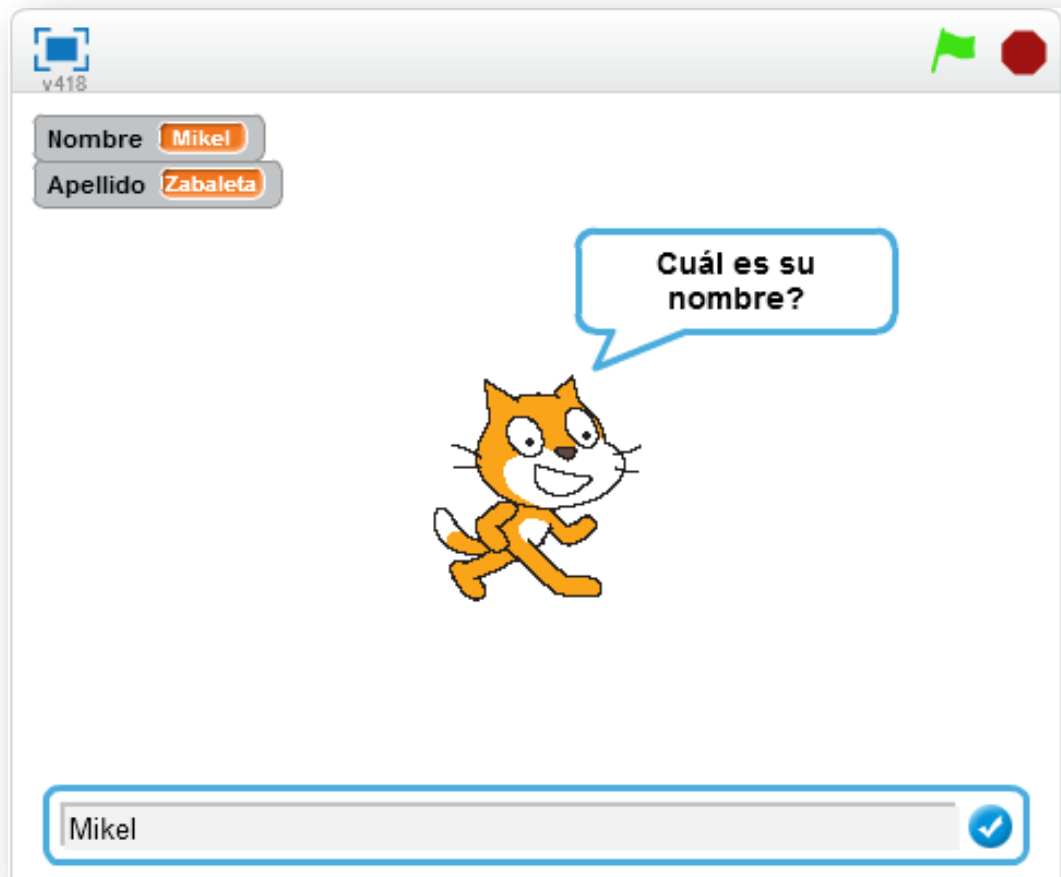 v418
Nombre Mikel
Apellido Zabaleta
Cuál es su
nombre?
Mikel